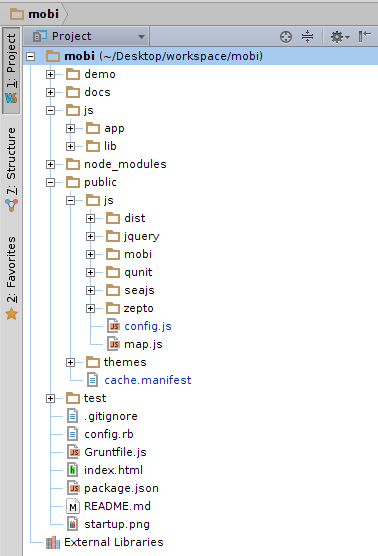 mobi
Project
1: Project
7: Structure
2: Favorites
mobi (~/Desktop/workspace/mobi)
demo
docs
js
app
lib
node_modules
public
js
dist
jquery
mobi
qunit
seajs
zepto
config.js
map.js
themes
cache.manifest
test
.gitignore
config.rb
Gruntfile.js
index.html
package.json
README.md
startup.png
External Libraries